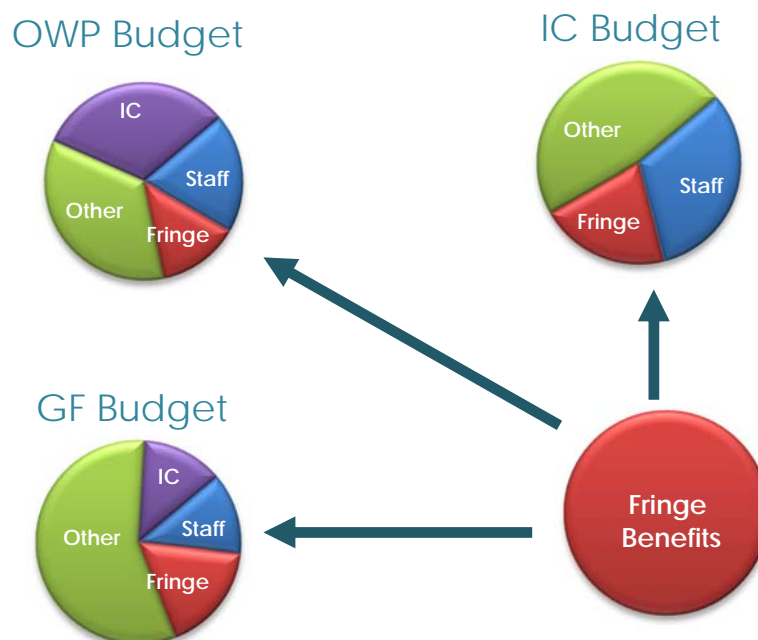 OWP Budget
IC
Staff
Other
Fringe
IC Budget
Other
Staff
Fringe
GF Budget
IC
Staff
Other
Fringe
Fringe
Benefits